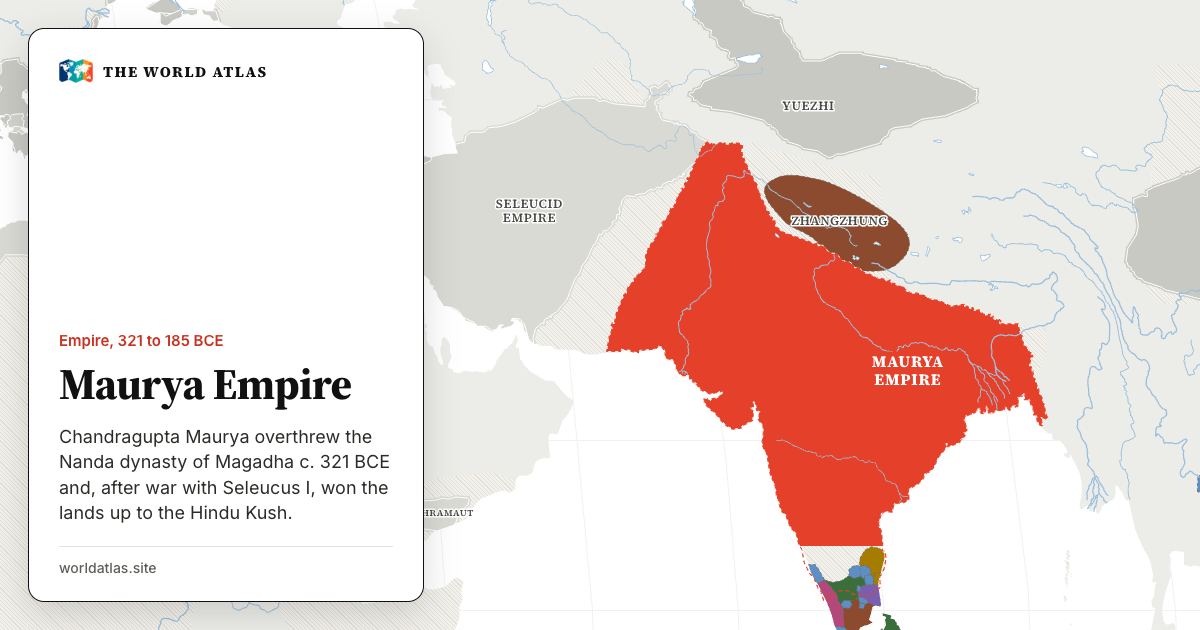 THE WORLD ATLAS
Empire, 321 to 185 BCE
Maurya Empire
Chandragupta Maurya overthrew the
Nanda dynasty of Magadha c. 321 BCE
and, after war with Seleucus I, won the
lands up to the Hindu Kush.
worldatlas.site
YUEZHI
SELEUCID
EMPIRE
ZHANGZHUNG
MAURYA
EMPIRE
HRAMAUT